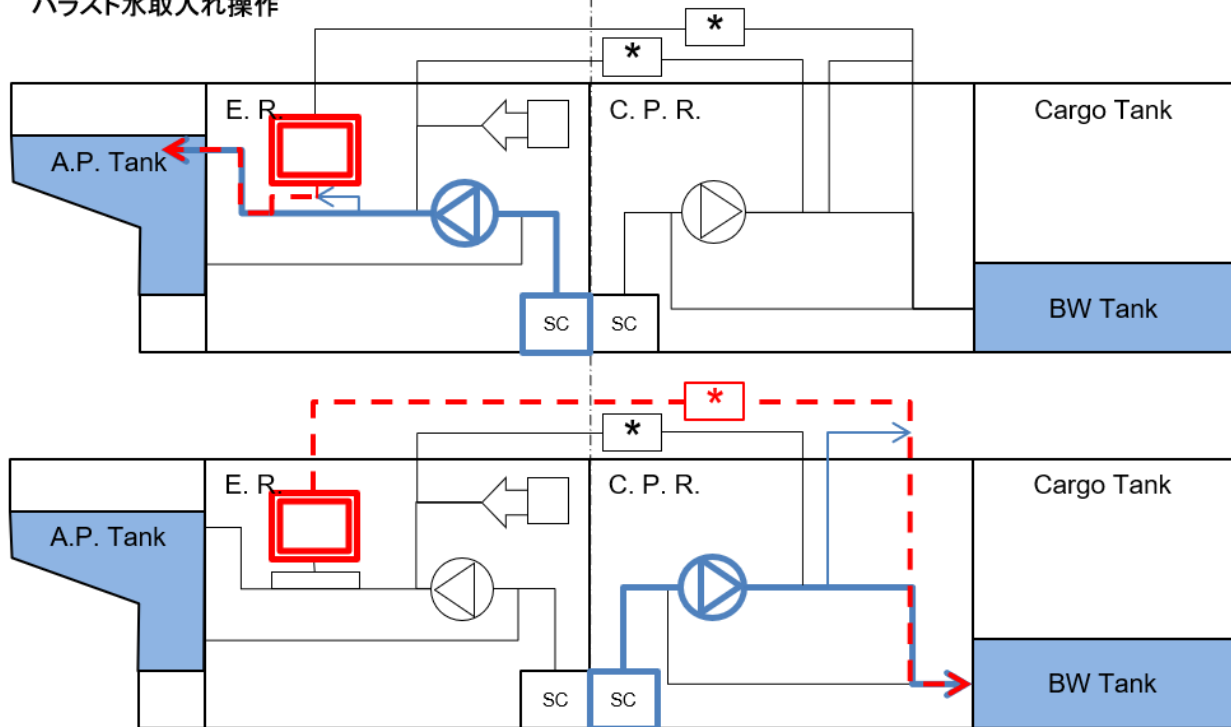 バラスト水取入れ操作
*
*
E. R.
C. P. R.
Cargo Tank
A.P. Tank
BW Tank
SC
SC
*
*
E. R.
C. P. R.
Cargo Tank
A.P. Tank
BW Tank
SC
SC